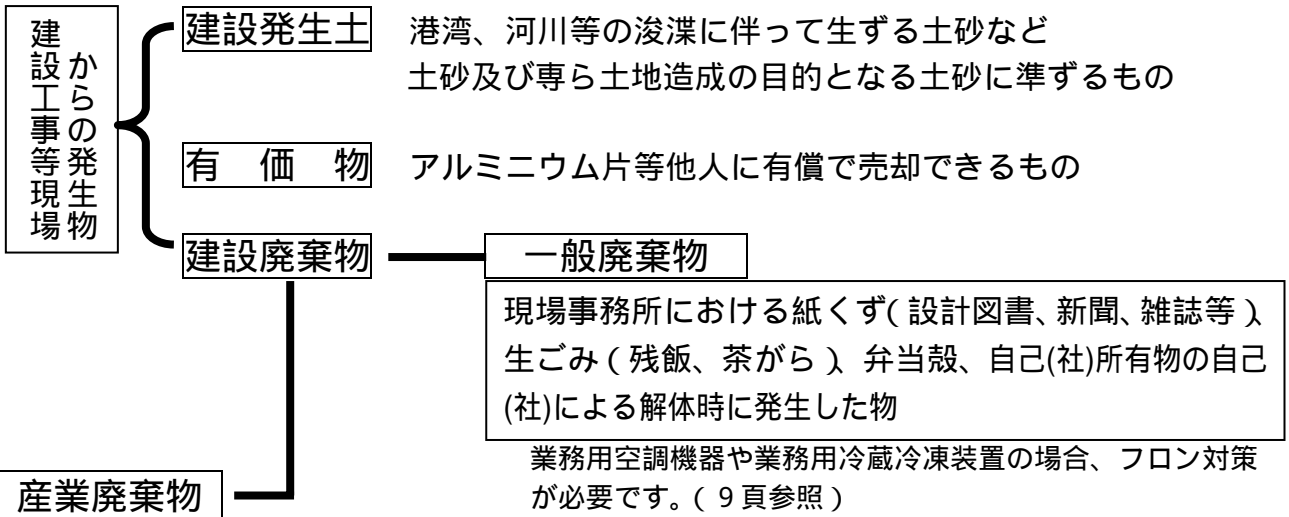 建設工事等現場
からの発生物
建設発生土
港湾、河川等の浚渫に伴って生ずる土砂など
土砂及び専ら土地造成の目的となる土砂に準ずるもの
有 価 物
アルミニウム片等他人に有償で売却できるもの
建設廃棄物
一般廃棄物
現場事務所における紙くず(設計図書、新聞、雑誌等)、
生ごみ(残飯、茶がら)、弁当殻、自己(社)所有物の自己
(社)による解体時に発生した物
業務用空調機器や業務用冷蔵冷凍装置の場合、フロン対策
が必要です。(9頁参照)
産業廃棄物